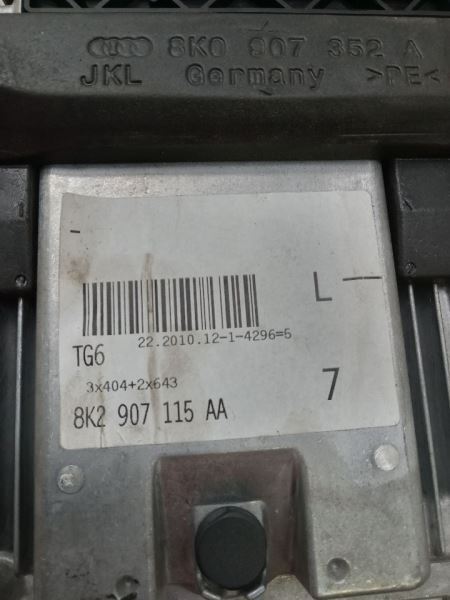 8K0 907 352 A
JKL Germany >PE<
-
L --
22.2010.12-1-4296=5
TG6
3x404+2x643
7
8K2 907 115 AA